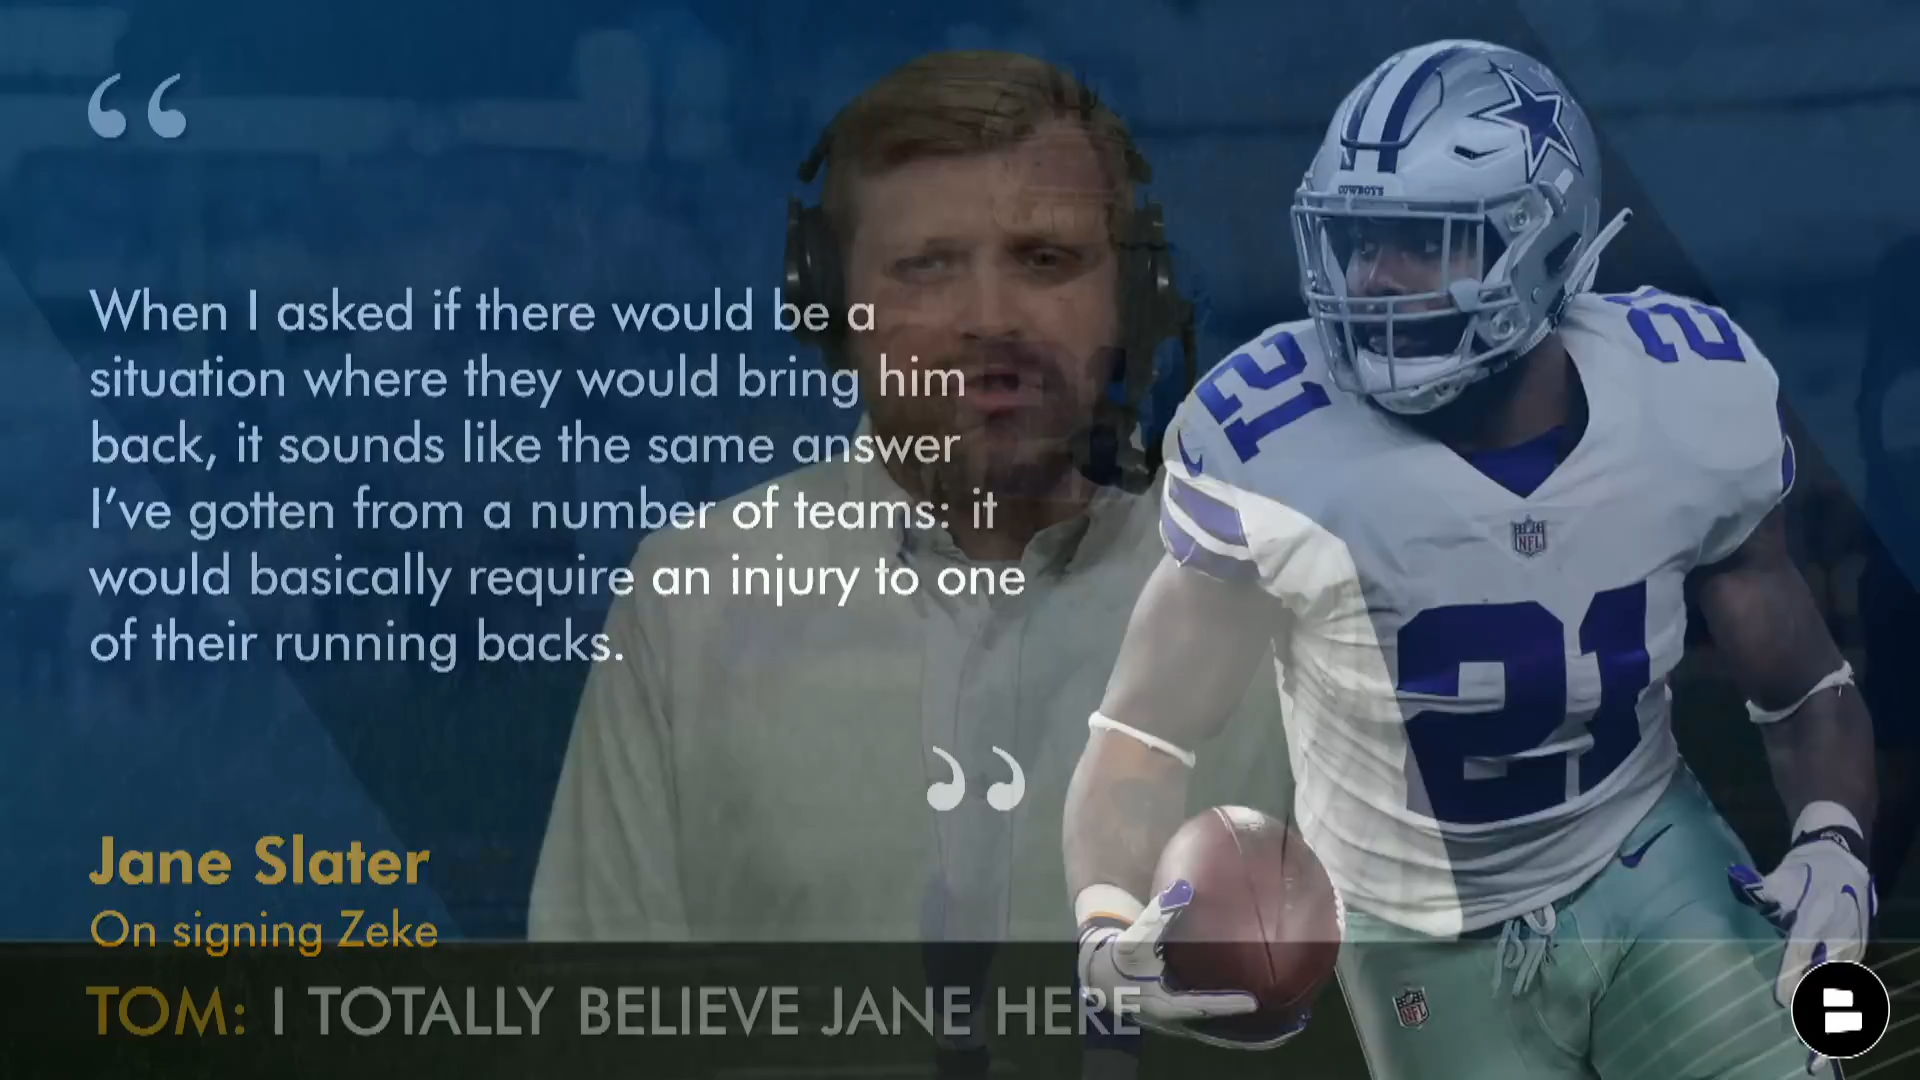 “
When I asked if there would be a
situation where they would bring him
back, it sounds like the same answer
I’ve gotten from a number of teams: it
would basically require an injury to one
of their running backs.
”
Jane Slater
On signing Zeke
TOM: I TOTALLY BELIEVE JANE HERE
COWBOYS
21
21
NFL
21
NFL
B